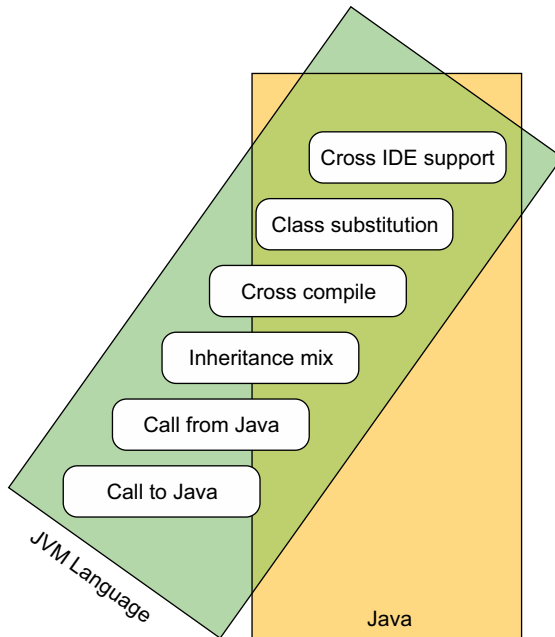 Cross IDE support
Class substitution
Cross compile
Inheritance mix
Call from Java
Call to Java
JVM Language
Java